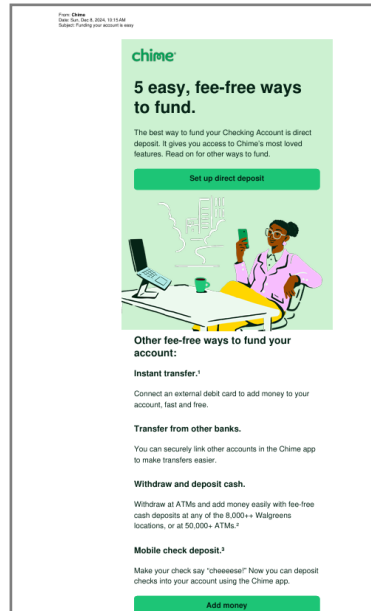 From: Chime
Date: Sun, Dec 8, 2024, 10:15 AM
Subject: Funding your account is easy
chime
5 easy, fee-free ways
to fund.
The best way to fund your Checking Account is direct
deposit. It gives you access to Chime's most loved
features. Read on for other ways to fund.
Set up direct deposit
Other fee-free ways to fund your
account:
Instant transfer.¹
Connect an external debit card to add money to your
account, fast and free.
Transfer from other banks.
You can securely link other accounts in the Chime app
to make transfers easier.
Withdraw and deposit cash.
Withdraw at ATMs and add money easily with fee-free
cash deposits at any of the 8,000++ Walgreens
locations, or at 50,000+ ATMs.²
Mobile check deposit.³
Make your check say "cheeeese!" Now you can deposit
checks into your account using the Chime app.
Add money